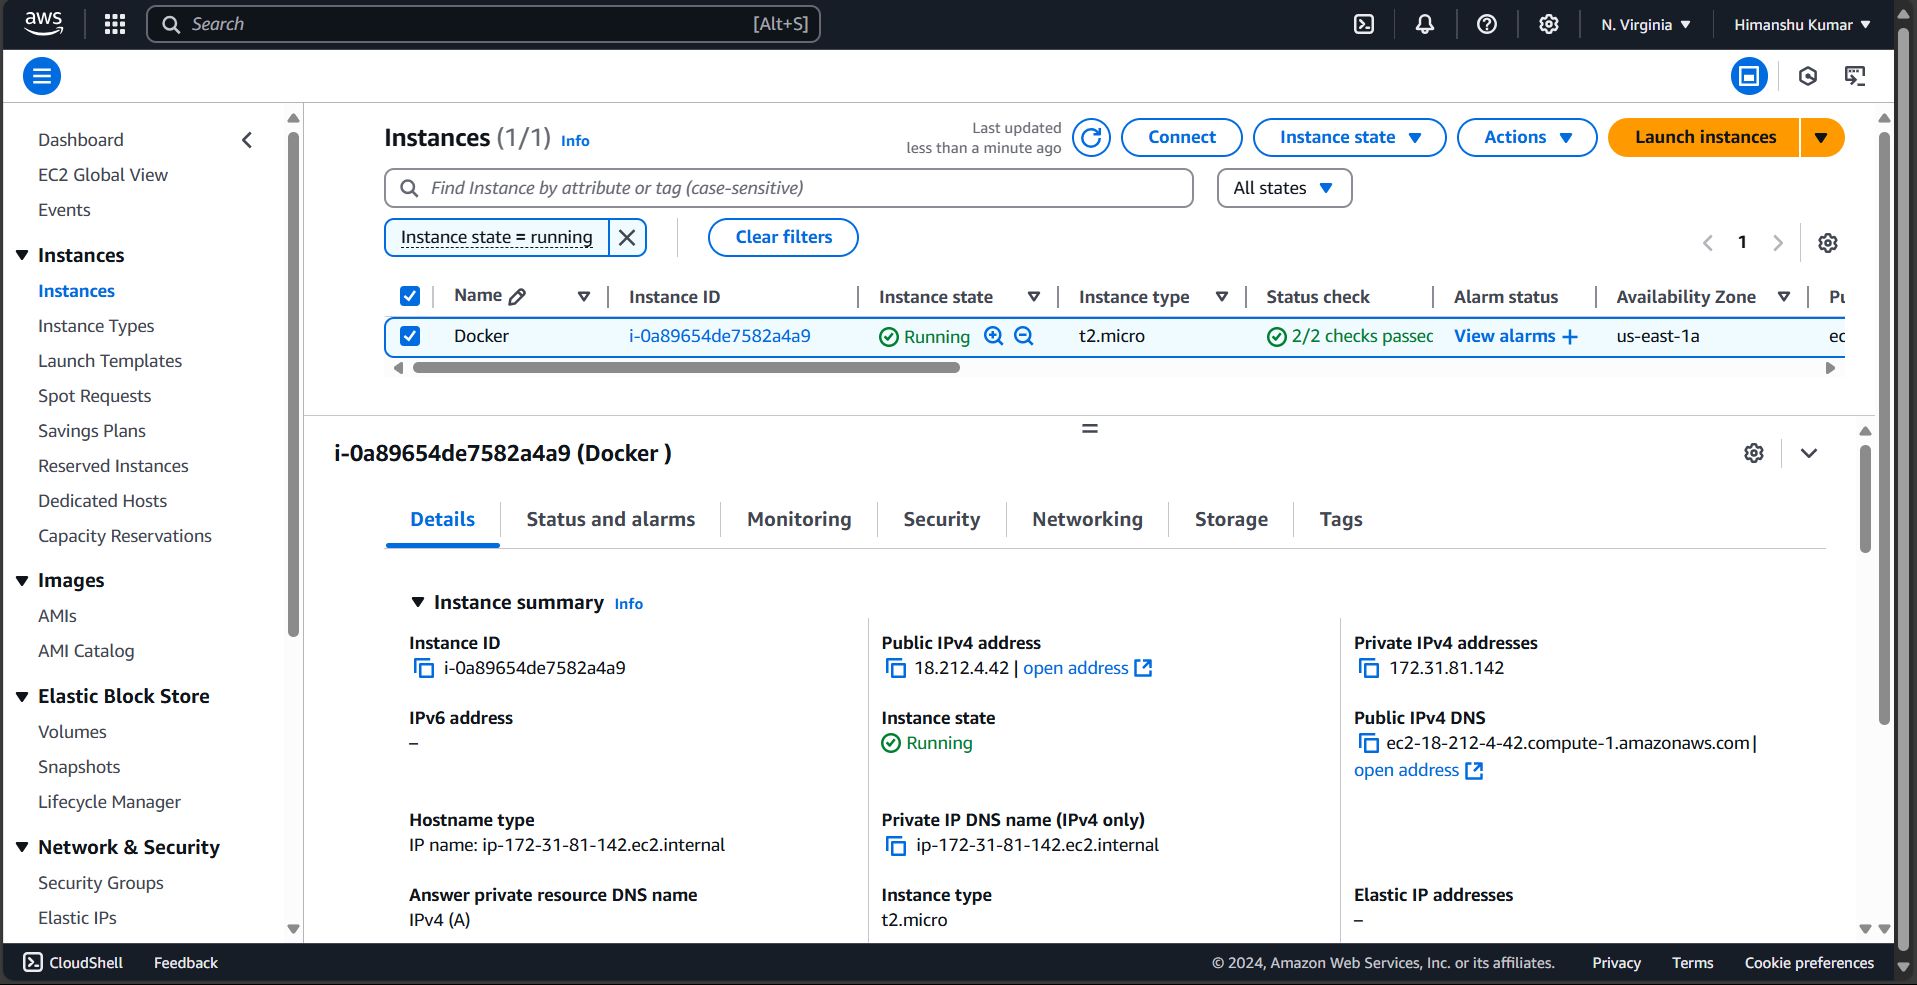 aws
Search [Alt+S]
N. Virginia
Himanshu Kumar
Dashboard
EC2 Global View
Events
Instances
Instances
Instance Types
Launch Templates
Spot Requests
Savings Plans
Reserved Instances
Dedicated Hosts
Capacity Reservations
Images
AMIs
AMI Catalog
Elastic Block Store
Volumes
Snapshots
Lifecycle Manager
Network & Security
Security Groups
Elastic IPs
Instances (1/1) Info
Last updated
less than a minute ago
Connect
Instance state
Actions
Launch instances
Find Instance by attribute or tag (case-sensitive)
All states
Instance state = running
Clear filters
1
Name Instance ID Instance state Instance type Status check Alarm status Availability Zone Pu
Docker i-0a89654de7582a4a9 Running t2.micro 2/2 checks passed View alarms + us-east-1a ec
i-0a89654de7582a4a9 (Docker )
Details Status and alarms Monitoring Security Networking Storage Tags
Instance summary Info
Instance ID
i-0a89654de7582a4a9
Public IPv4 address
18.212.4.42 | open address
Private IPv4 addresses
172.31.81.142
IPv6 address
–
Instance state
Running
Public IPv4 DNS
ec2-18-212-4-42.compute-1.amazonaws.com |
open address
Hostname type
IP name: ip-172-31-81-142.ec2.internal
Private IP DNS name (IPv4 only)
ip-172-31-81-142.ec2.internal
Answer private resource DNS name
IPv4 (A)
Instance type
t2.micro
Elastic IP addresses
–
CloudShell Feedback
© 2024, Amazon Web Services, Inc. or its affiliates. Privacy Terms Cookie preferences